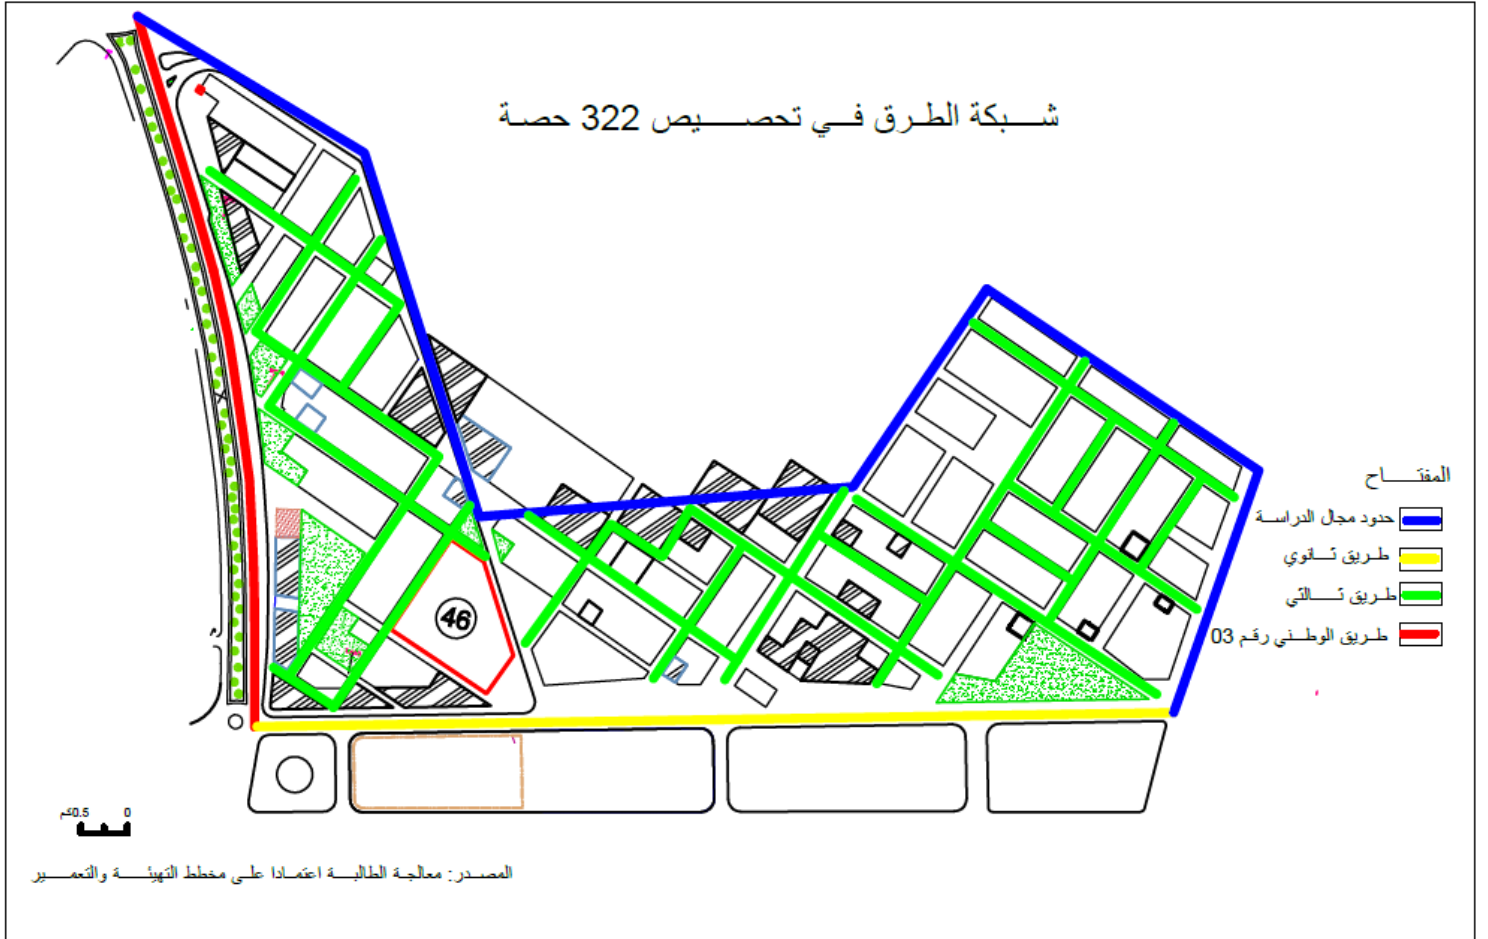 شبكة الطرق في تحصيص 322 حصة
46
المفتاح
حدود مجال الدراسة
طريق ثانوي
طريق ثالثي
طريق الوطني رقم 03
0.5كم 0
المصدر: معالجة الطالبة اعتمادا على مخطط التهيئة والتعمير